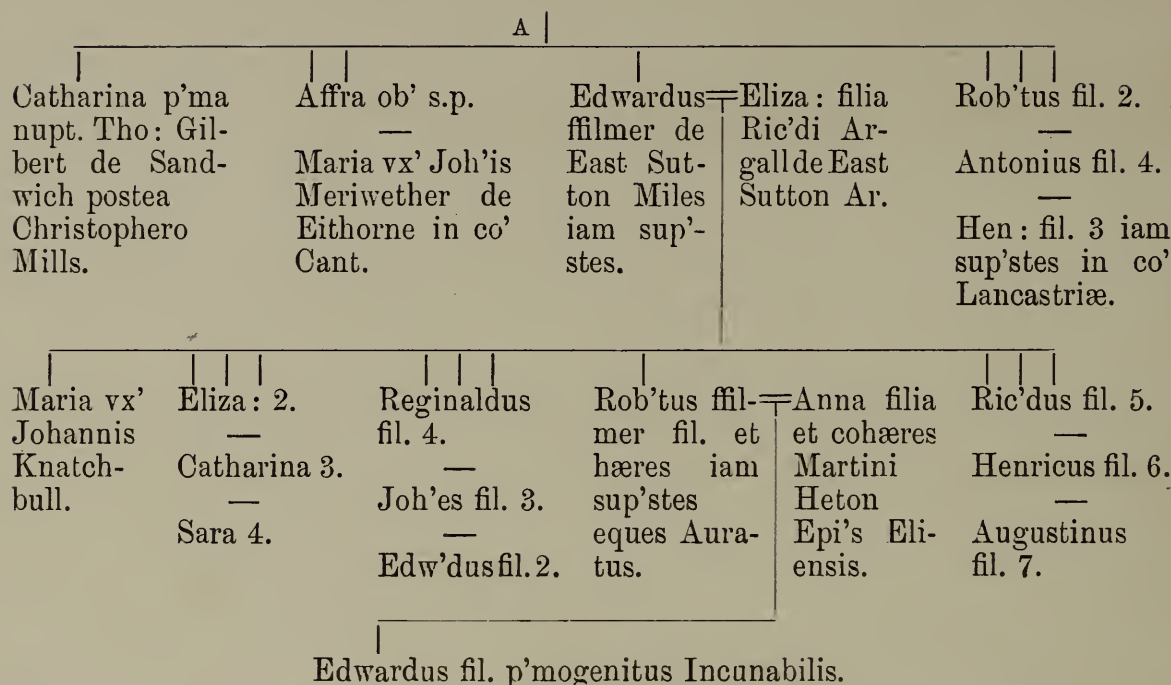 A
Catharina p'ma
nupt. Tho: Gil-
bert de Sand-
wich postea
Christophero
Mills.
Affra ob' s.p.
—
Maria vx' Joh'is
Meriwether de
Eithorne in co'
Cant.
Edwardus
ffilmer de
East Sut-
ton Miles
iam sup'-
stes.
Eliza: filia
Ric'di Ar-
gall de East
Sutton Ar.
Rob'tus fil. 2.
—
Antonius fil. 4.
—
Hen: fil. 3 iam
sup'stes in co'
Lancastriæ.
Maria vx'
Johannis
Knatch-
bull.
Eliza: 2.
—
Catharina 3.
—
Sara 4.
Reginaldus
fil. 4.
—
Joh'es fil. 3.
—
Edw'dus fil. 2.
Rob'tus ffil-
mer fil. et
hæres iam
sup'stes
eques Aura-
tus.
Anna filia
et cohæres
Martini
Heton
Epi's Eli-
ensis.
Ric'dus fil. 5.
—
Henricus fil. 6.
—
Augustinus
fil. 7.
Edwardus fil. p'mogenitus Incunabilis.